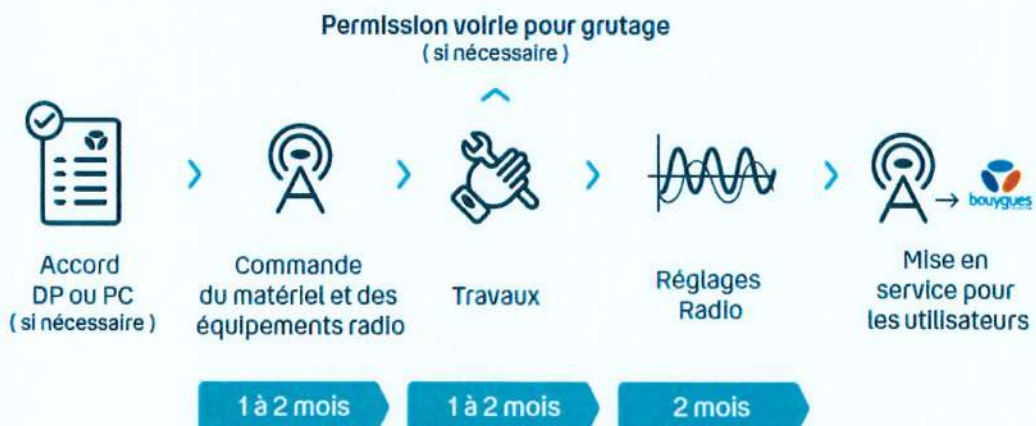 Permission voirie pour grutage
( si nécessaire )
Accord
DP ou PC
( si nécessaire )
Commande
du matériel et des
équipements radio
Travaux
Réglages
Radio
bouygues
Mise en
service pour
les utilisateurs
1 à 2 mois
1 à 2 mois
2 mois